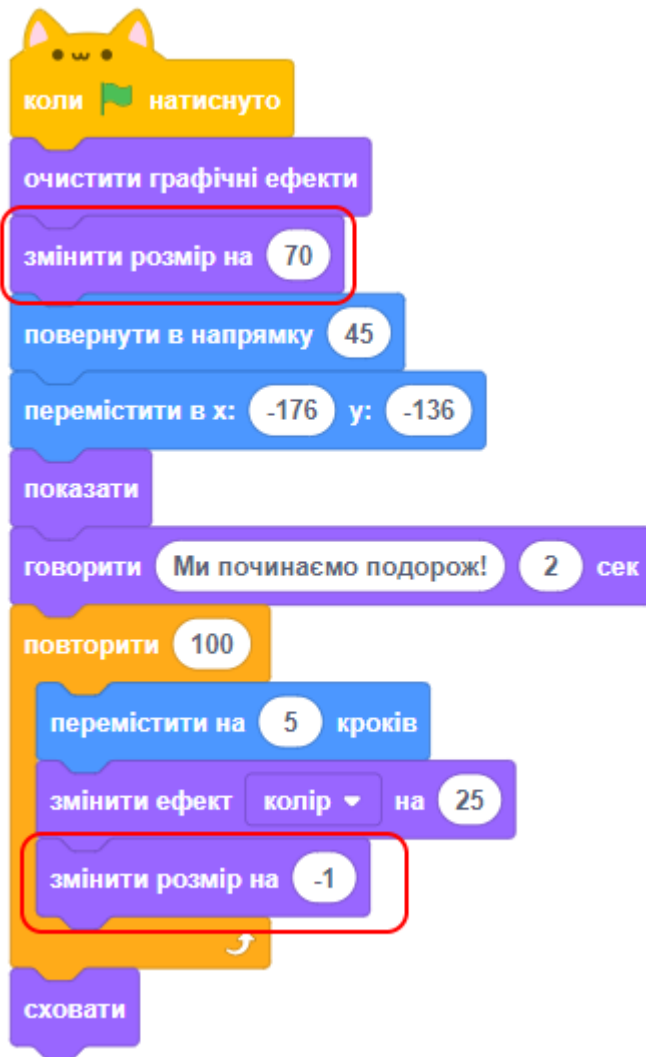 коли натиснуто
очистити графічні ефекти
змінити розмір на 70
повернути в напрямку 45
перемістити в x: -176 y: -136
показати
говорити Ми починаємо подорож! 2 сек
повторити 100
перемістити на 5 кроків
змінити ефект колір на 25
змінити розмір на -1
сховати